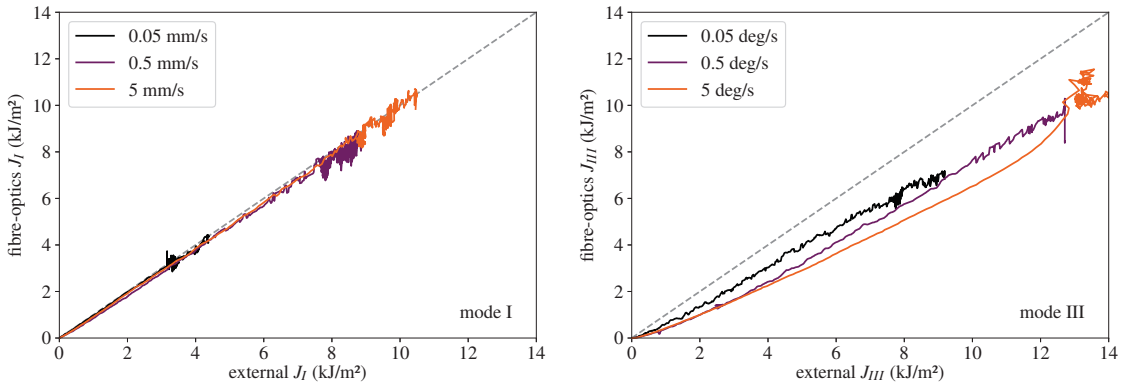 14
12
10
8
6
4
2
0
fibre-optics J_I (kJ/m²)
0.05 mm/s
0.5 mm/s
5 mm/s
mode I
0 2 4 6 8 10 12 14
external J_I (kJ/m²)
14
12
10
8
6
4
2
0
fibre-optics J_III (kJ/m²)
0.05 deg/s
0.5 deg/s
5 deg/s
mode III
0 2 4 6 8 10 12 14
external J_III (kJ/m²)